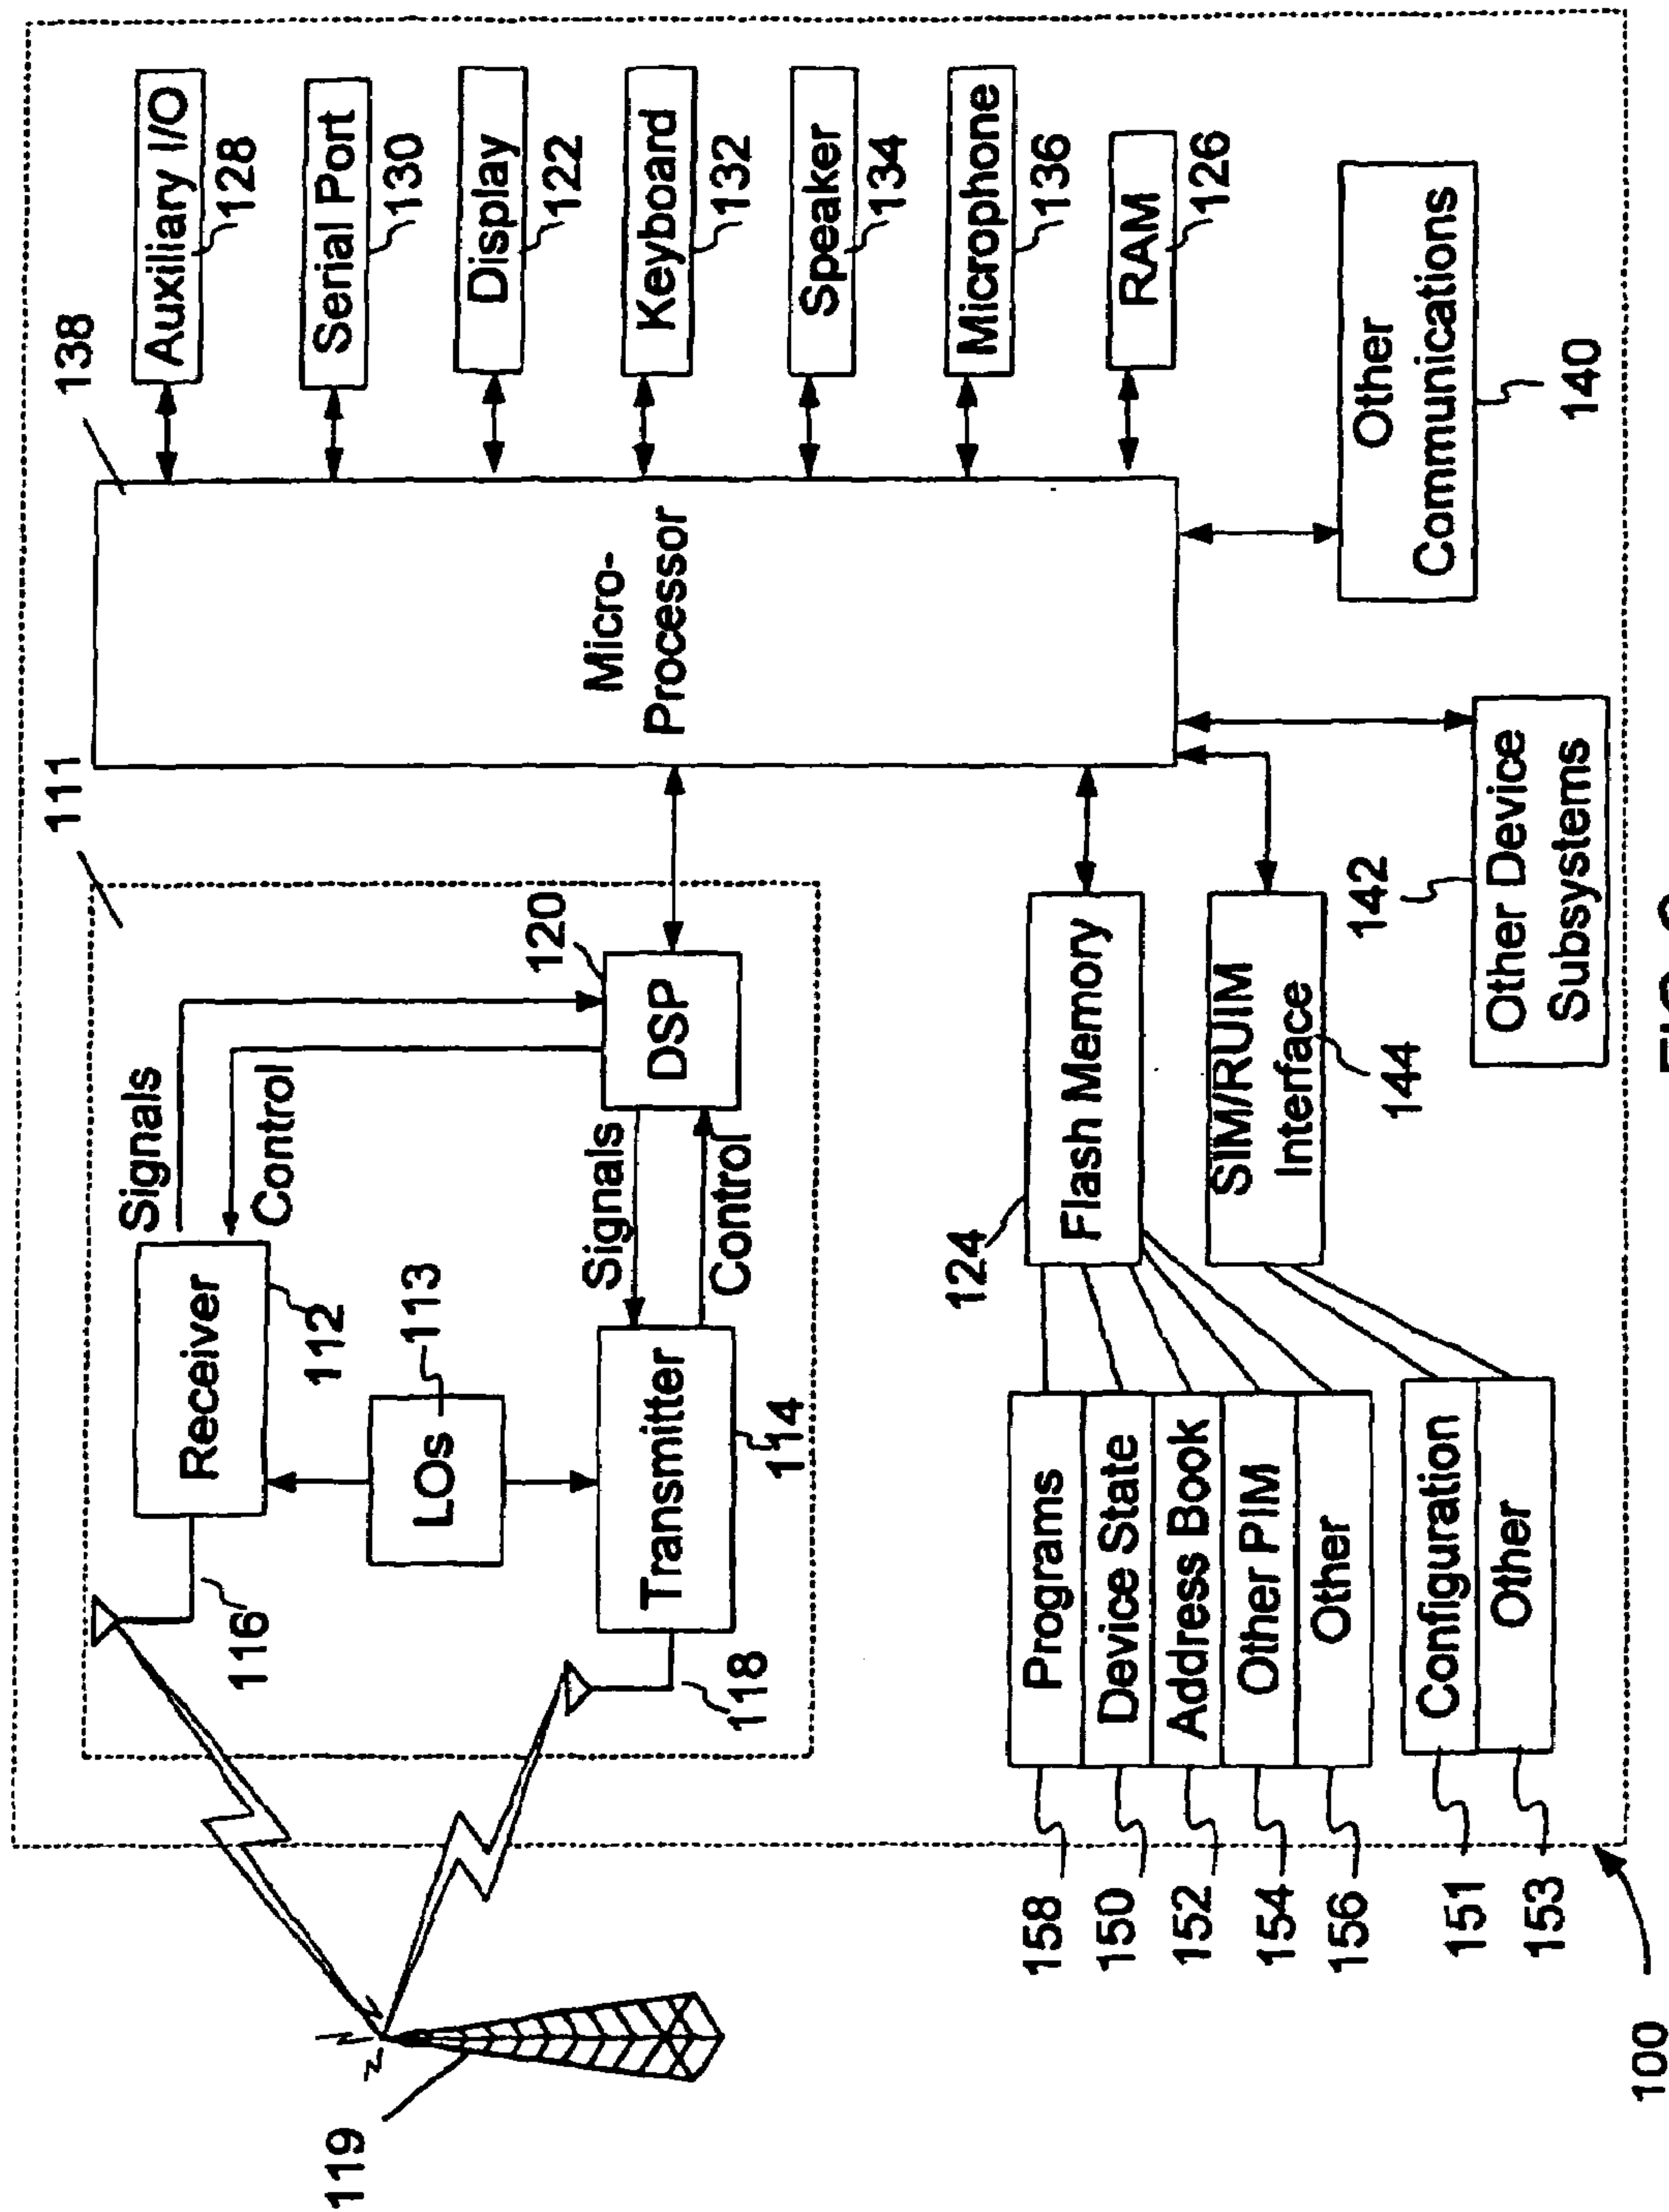 138
111
Auxiliary I/O
128
Serial Port
130
Display
122
Keyboard
132
Speaker
134
Microphone
136
RAM
126
Micro-
Processor
Signals
Control
Receiver
112
116
LOs
113
120
DSP
Signals
Control
Transmitter
114
118
119
124
Flash Memory
Programs
Device State
Address Book
Other PIM
Other
158
150
152
154
156
SIM/RUIM
Interface
144
Configuration
Other
151
153
142
Other Device
Subsystems
Other
Communications
140
100